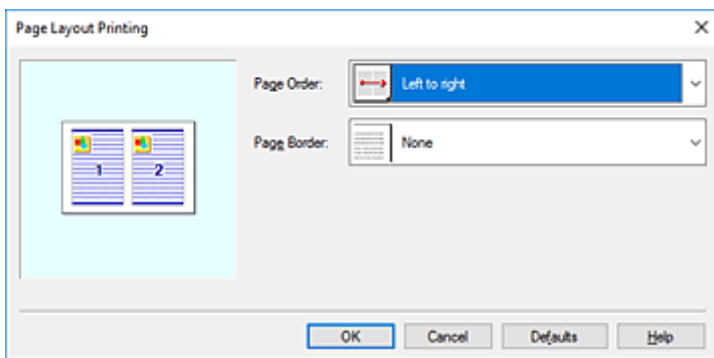 Page Layout Printing
Page Order:
Left to right
1
2
Page Border:
None
OK
Cancel
Defaults
Help